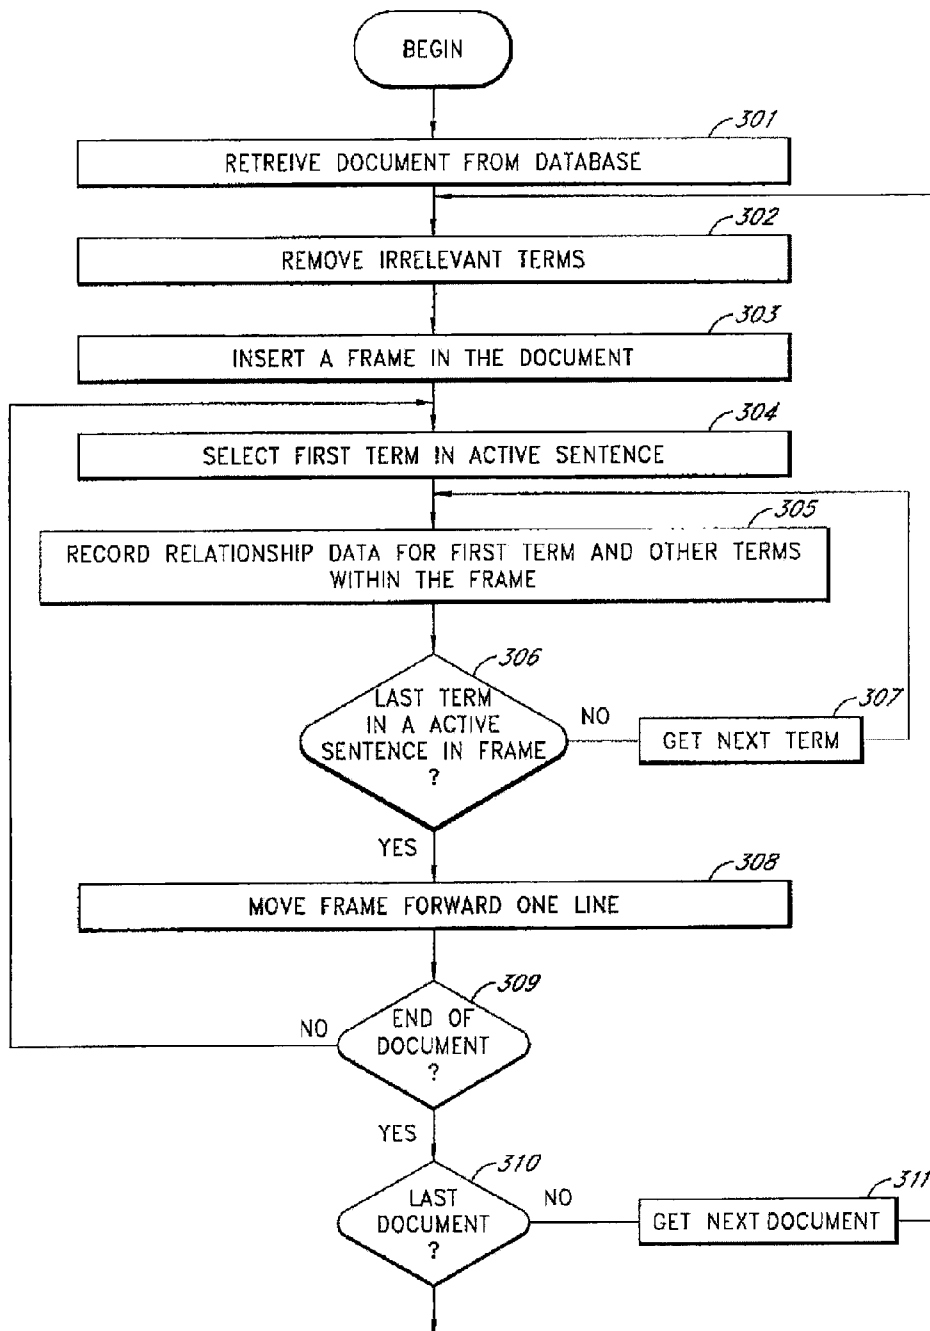 BEGIN
301
RETREIVE DOCUMENT FROM DATABASE
302
REMOVE IRRELEVANT TERMS
303
INSERT A FRAME IN THE DOCUMENT
304
SELECT FIRST TERM IN ACTIVE SENTENCE
305
RECORD RELATIONSHIP DATA FOR FIRST TERM AND OTHER TERMS
WITHIN THE FRAME
306
LAST TERM
IN A ACTIVE
SENTENCE IN FRAME
?
NO
307
GET NEXT TERM
YES
308
MOVE FRAME FORWARD ONE LINE
309
END OF
DOCUMENT
?
NO
YES
310
LAST
DOCUMENT
?
NO
311
GET NEXT DOCUMENT